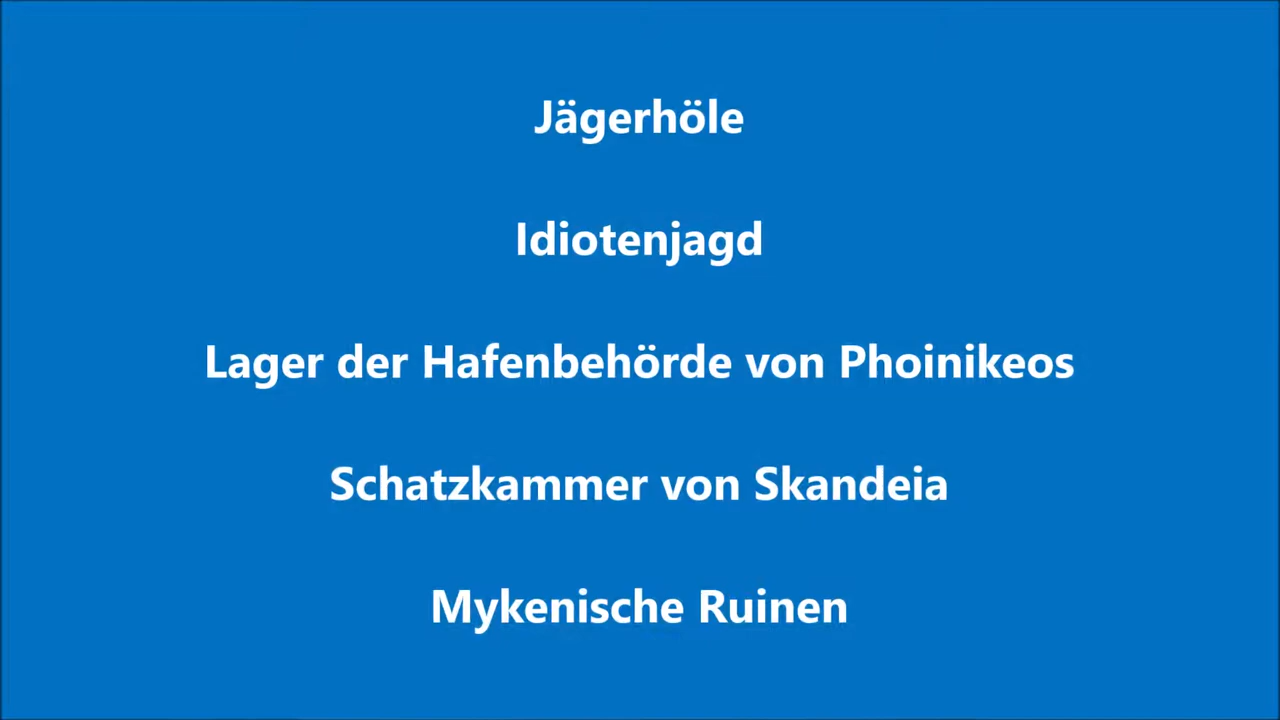 Jägerhöle
Idiotenjagd
Lager der Hafenbehörde von Phoinikeos
Schatzkammer von Skandeia
Mykenische Ruinen